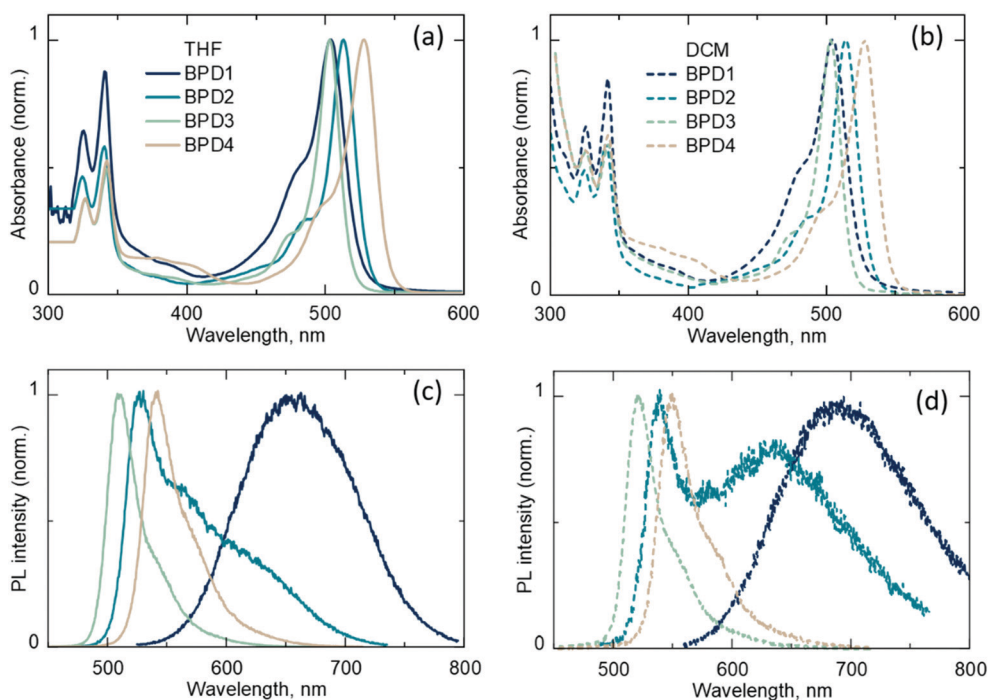 (a)
THF
BPD1
BPD2
BPD3
BPD4
Absorbance (norm.)
1
0
300 400 500 600
Wavelength, nm
(b)
DCM
BPD1
BPD2
BPD3
BPD4
Absorbance (norm.)
1
0
300 400 500 600
Wavelength, nm
(c)
PL intensity (norm.)
1
0
500 600 700 800
Wavelength, nm
(d)
PL intensity (norm.)
1
0
500 600 700 800
Wavelength, nm